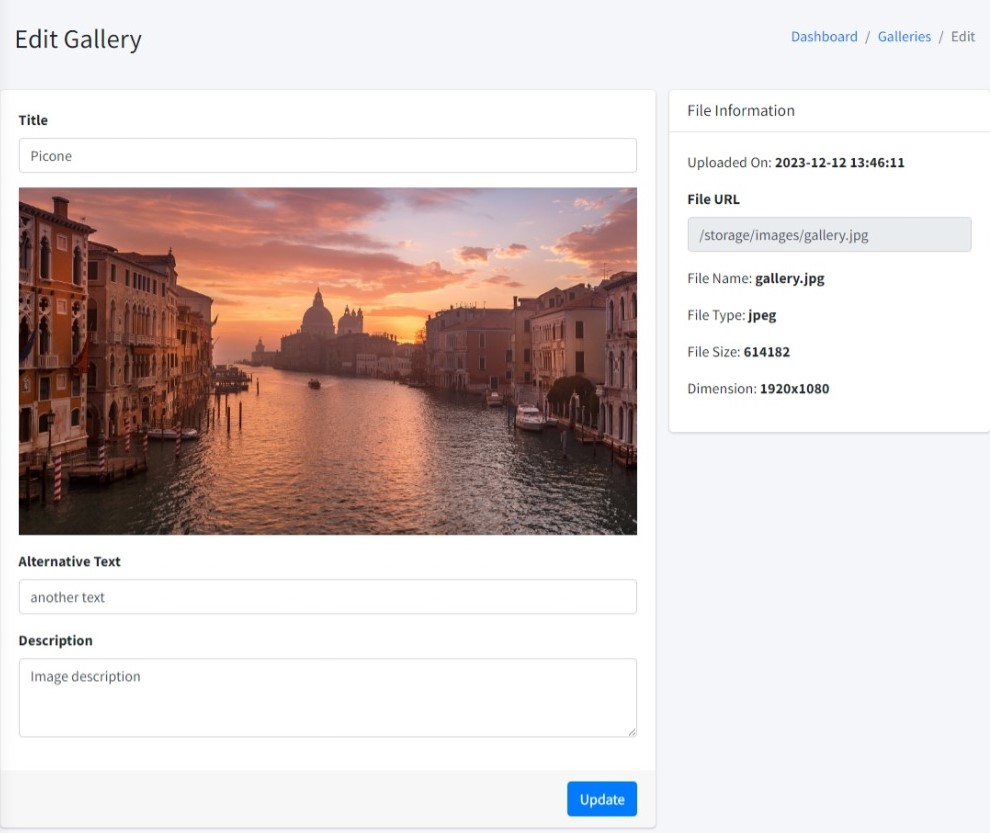 Edit Gallery
Dashboard / Galleries / Edit
Title
Picone
Alternative Text
another text
Description
Image description
Update
File Information
Uploaded On: 2023-12-12 13:46:11
File URL
/storage/images/gallery.jpg
File Name: gallery.jpg
File Type: jpeg
File Size: 614182
Dimension: 1920x1080